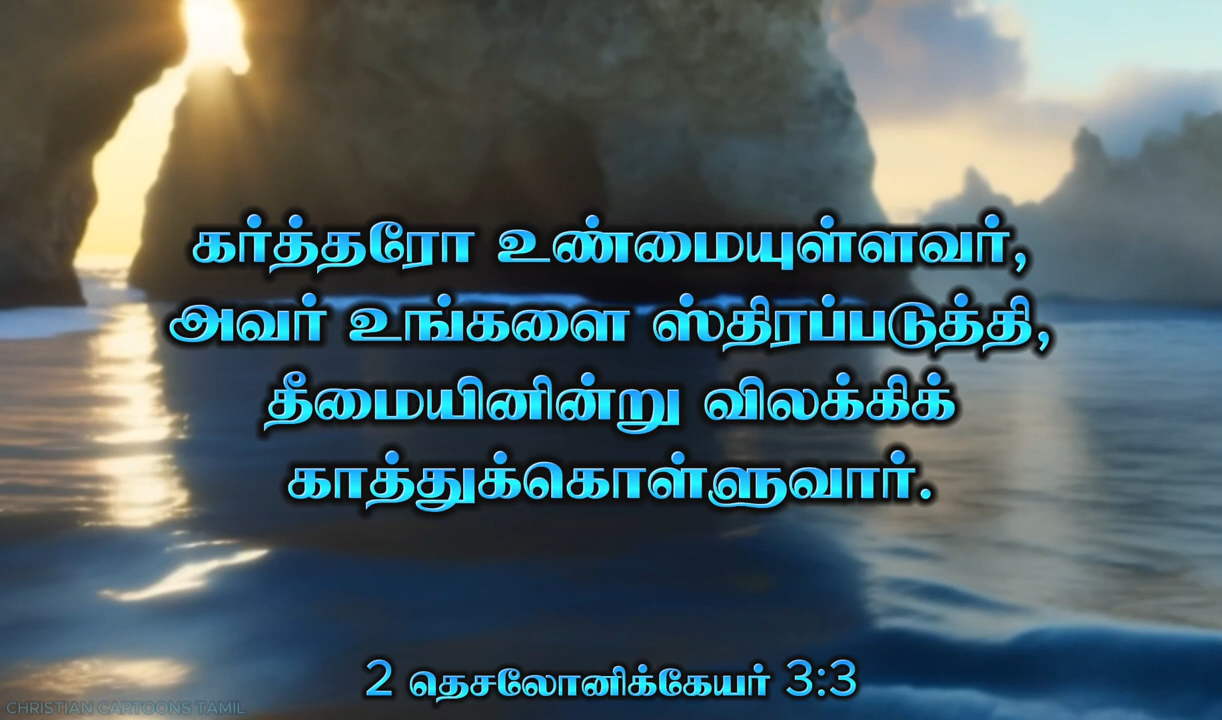 கர்த்தரோ உண்மையுள்ளவர்,
அவர் உங்களை ஸ்திரப்படுத்தி,
தீமையினின்று விலக்கிக்
காத்துக்கொள்ளுவார்.
2 தெசலோனிக்கேயர் 3:3
CHRISTIAN CARTOONS TAMIL